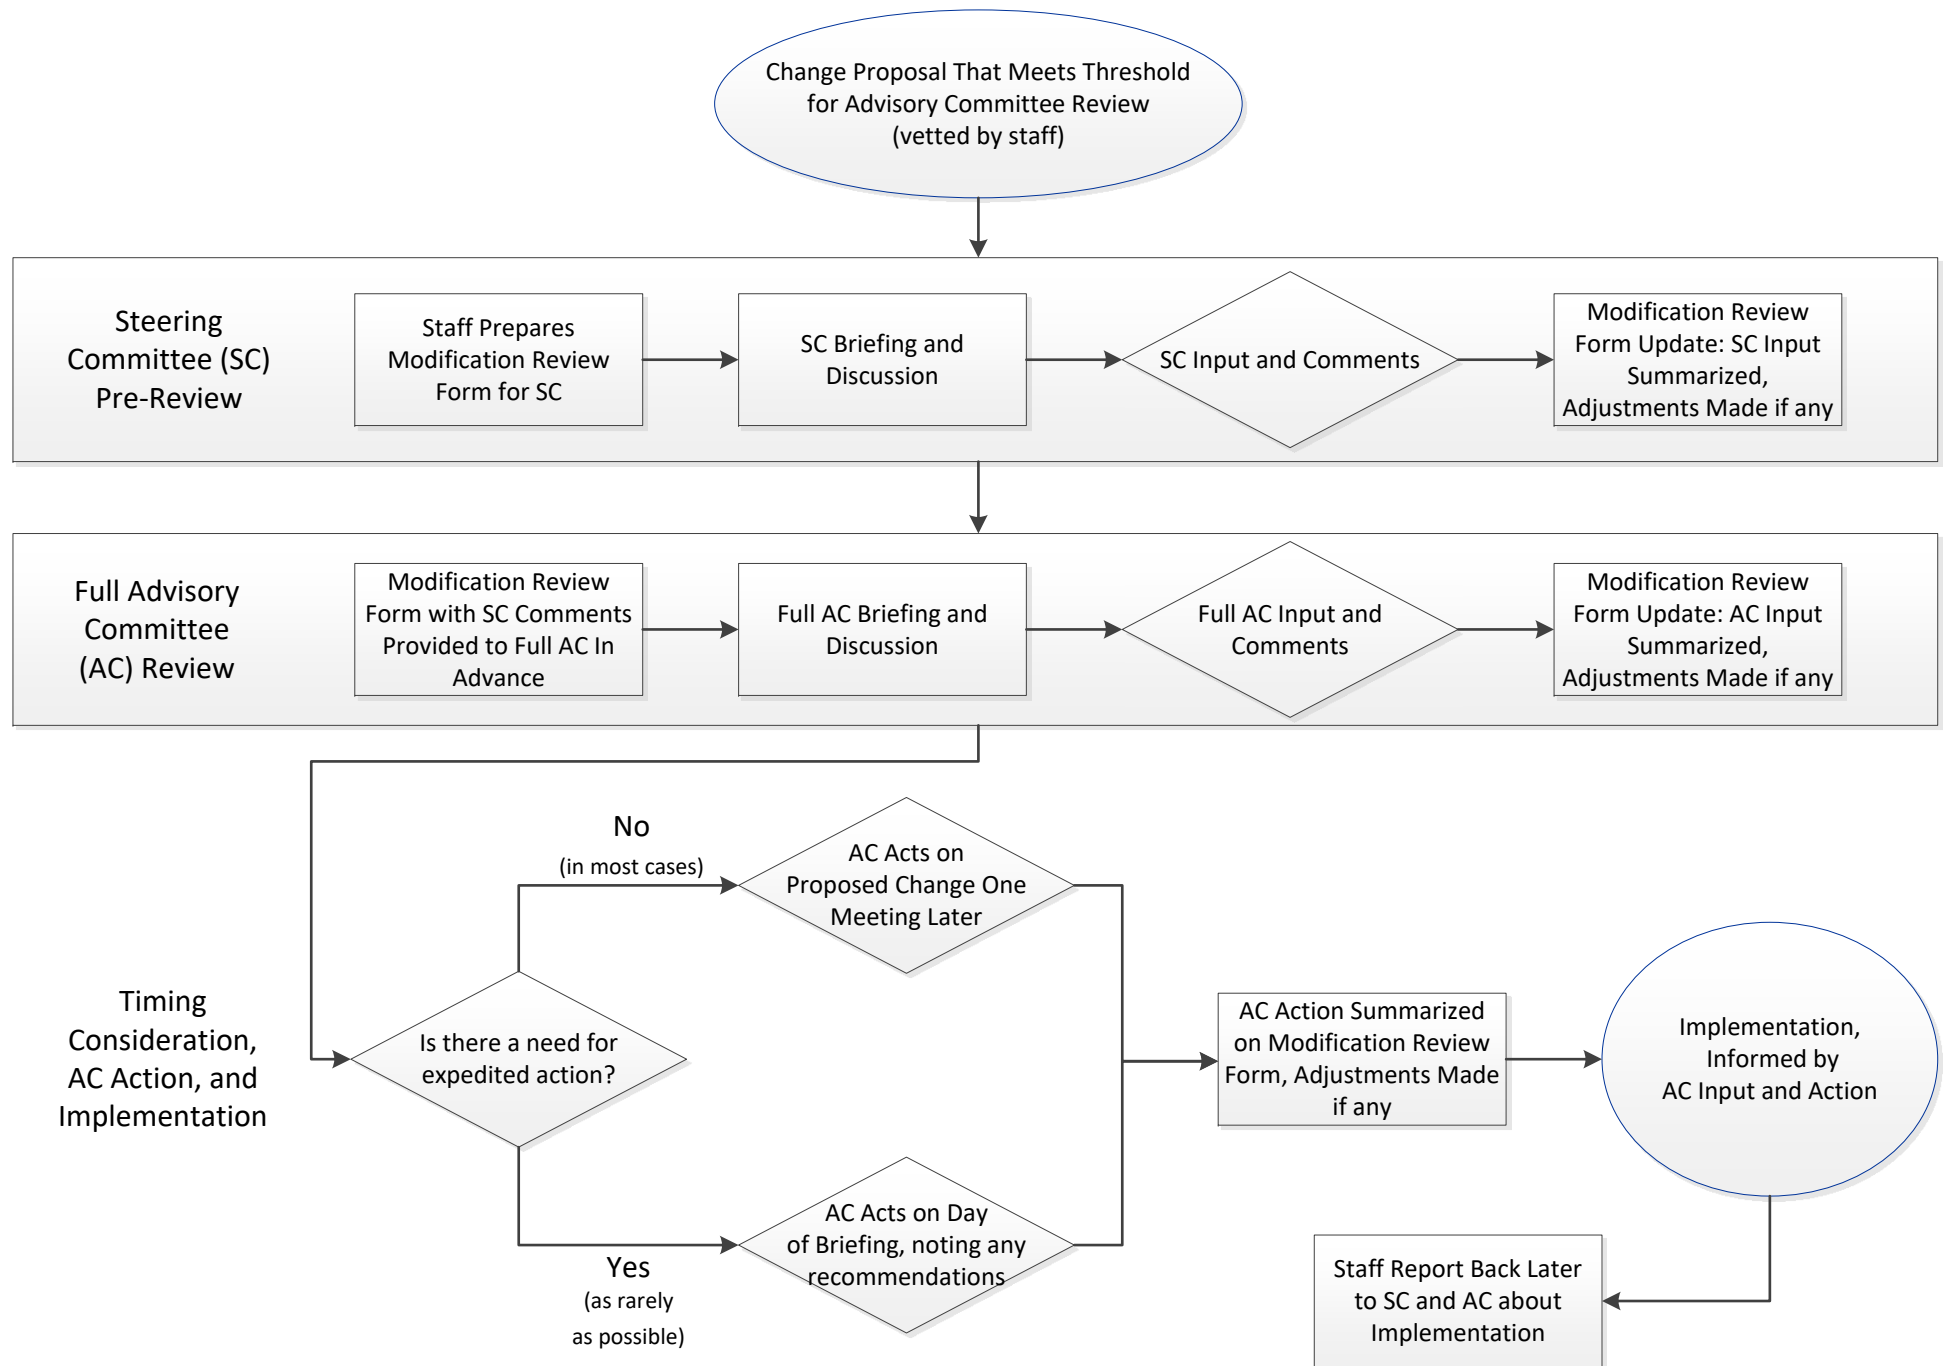 Change Proposal That Meets Threshold
for Advisory Committee Review
(vetted by staff)
Steering
Committee (SC)
Pre-Review
Staff Prepares
Modification Review
Form for SC
SC Briefing and
Discussion
SC Input and Comments
Modification Review
Form Update: SC Input
Summarized,
Adjustments Made if any
Full Advisory
Committee
(AC) Review
Modification Review
Form with SC Comments
Provided to Full AC In
Advance
Full AC Briefing and
Discussion
Full AC Input and
Comments
Modification Review
Form Update: AC Input
Summarized,
Adjustments Made if any
Timing
Consideration,
AC Action, and
Implementation
Is there a need for
expedited action?
No
(in most cases)
AC Acts on
Proposed Change One
Meeting Later
Yes
(as rarely
as possible)
AC Acts on Day
of Briefing, noting any
recommendations
AC Action Summarized
on Modification Review
Form, Adjustments Made
if any
Implementation,
Informed by
AC Input and Action
Staff Report Back Later
to SC and AC about
Implementation